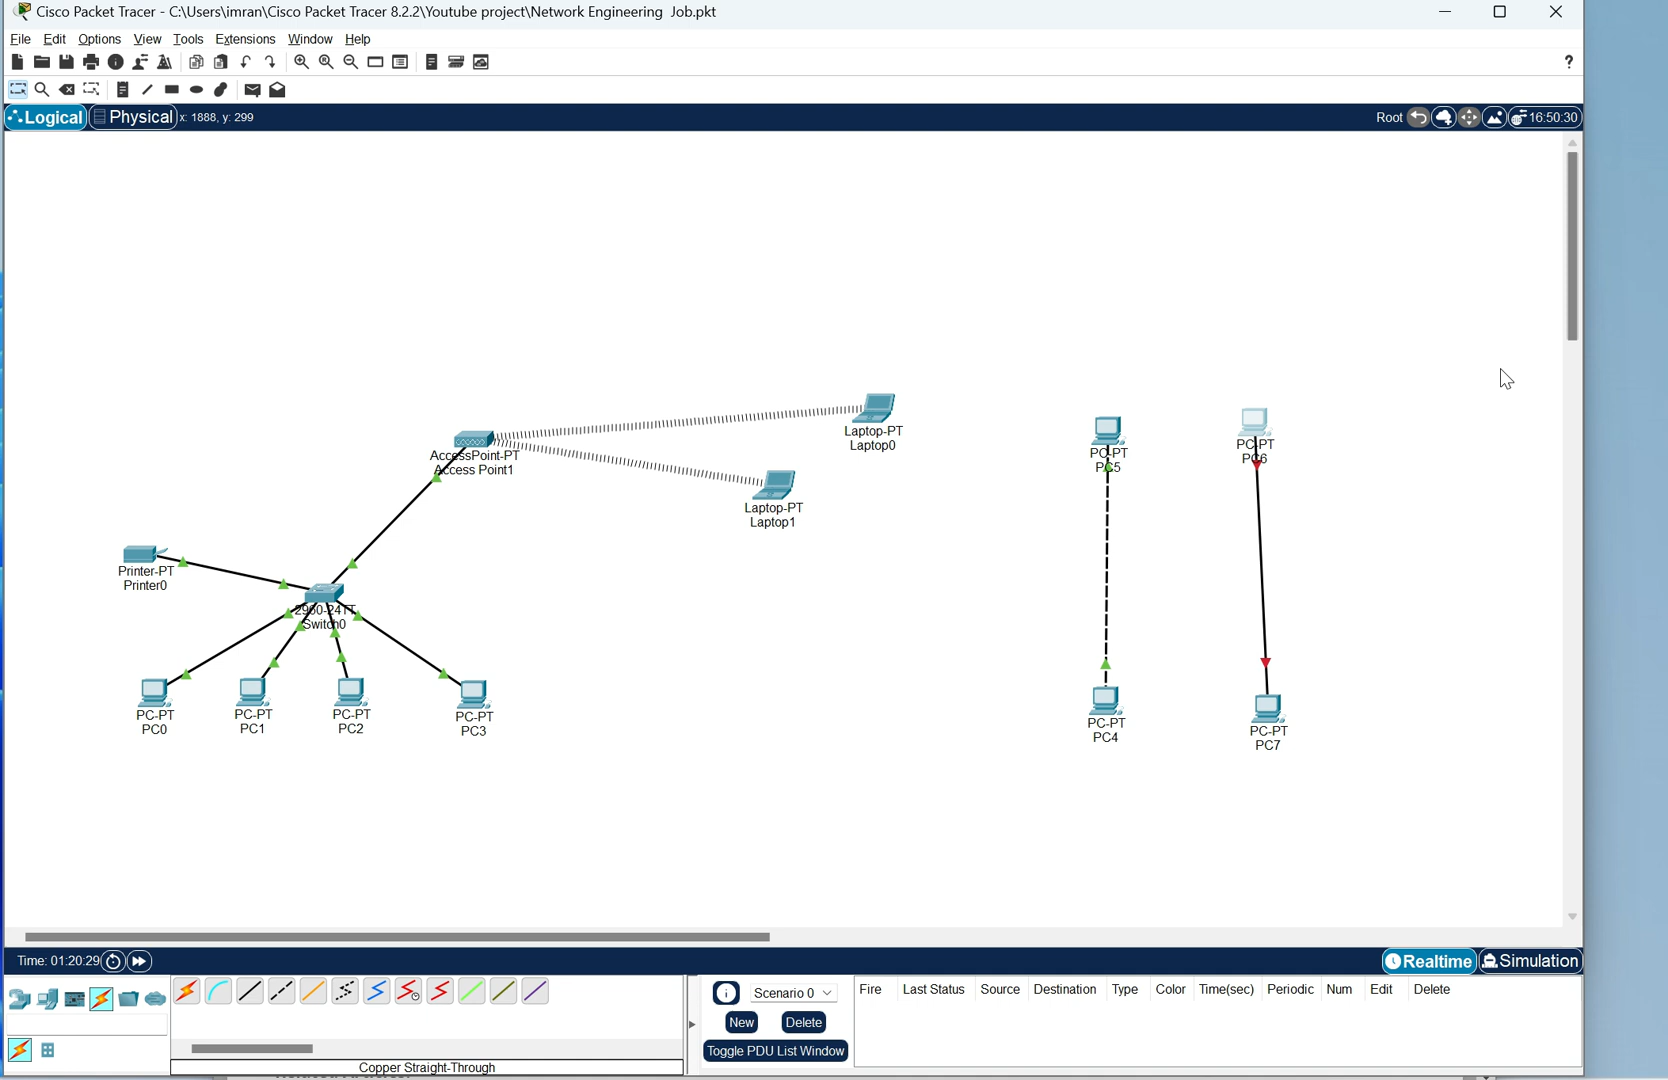 Cisco Packet Tracer - C:\Users\imran\Cisco Packet Tracer 8.2.2\Youtube project\Network Engineering Job.pkt
File Edit Options View Tools Extensions Window Help
?
Logical Physical x: 1888, y: 299 Root 16:50:30
Laptop-PT
Laptop0
AccessPoint-PT
Access Point1
PC-PT
PC5
PC-PT
PC6
Laptop-PT
Laptop1
Printer-PT
Printer0
2960-24TT
Switch0
PC-PT
PC0
PC-PT
PC1
PC-PT
PC2
PC-PT
PC3
PC-PT
PC4
PC-PT
PC7
Time: 01:20:29 Realtime Simulation
Scenario 0
New Delete
Toggle PDU List Window
Fire Last Status Source Destination Type Color Time(sec) Periodic Num Edit Delete
Copper Straight-Through